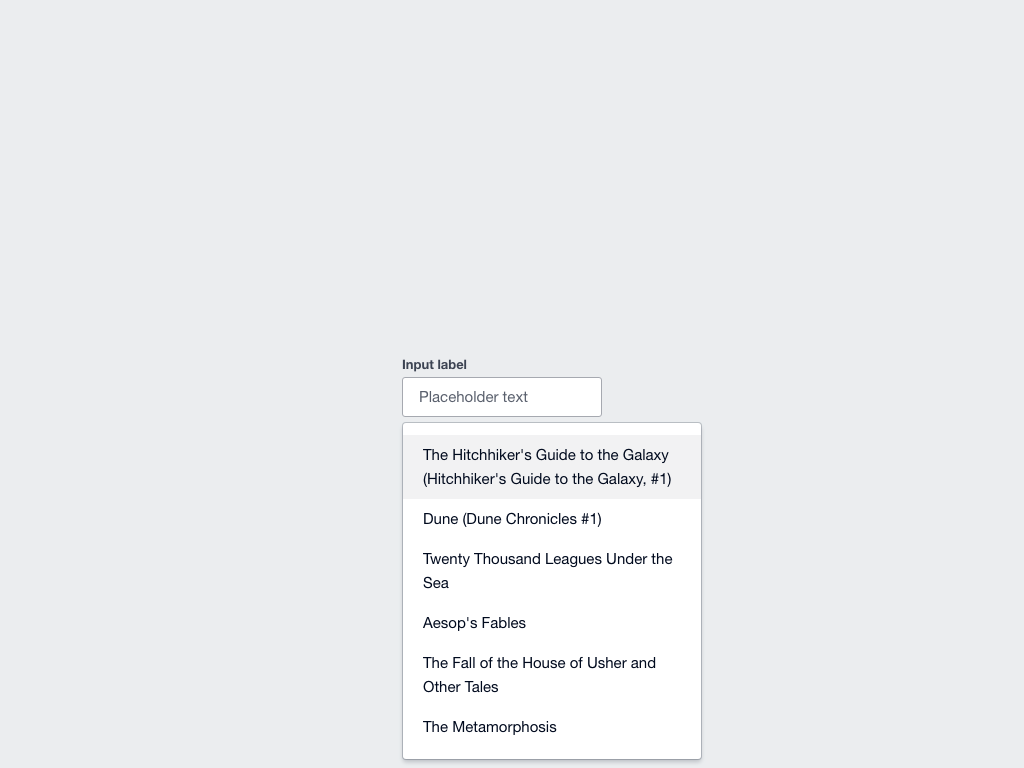 Input label
Placeholder text
The Hitchhiker's Guide to the Galaxy
(Hitchhiker's Guide to the Galaxy, #1)
Dune (Dune Chronicles #1)
Twenty Thousand Leagues Under the
Sea
Aesop's Fables
The Fall of the House of Usher and
Other Tales
The Metamorphosis